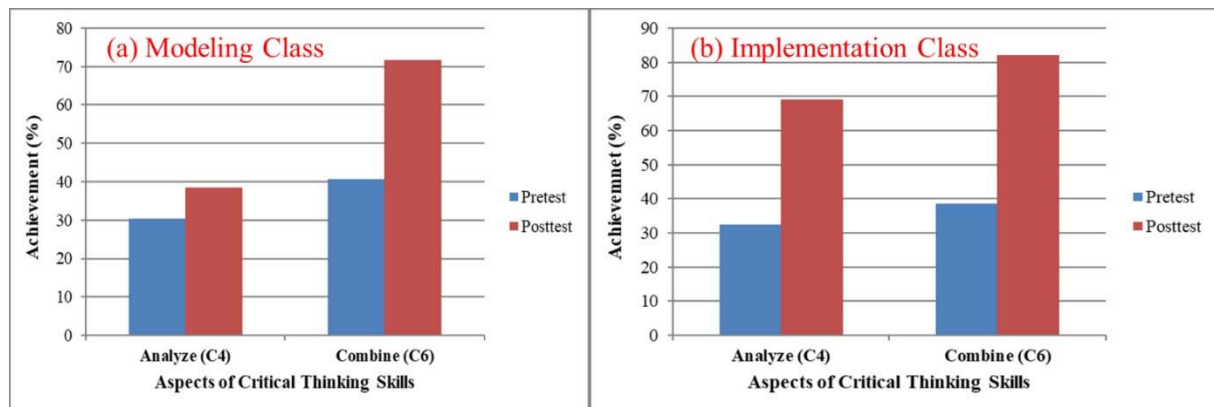 (a) Modeling Class
Achievement (%)
80
70
60
50
40
30
20
10
0
Analyze (C4)
Combine (C6)
Aspects of Critical Thinking Skills
Pretest
Posttest
(b) Implementation Class
Achievemnet (%)
90
80
70
60
50
40
30
20
10
0
Analyze (C4)
Combine (C6)
Aspects of Critical Thinking Skills
Pretest
Posttest